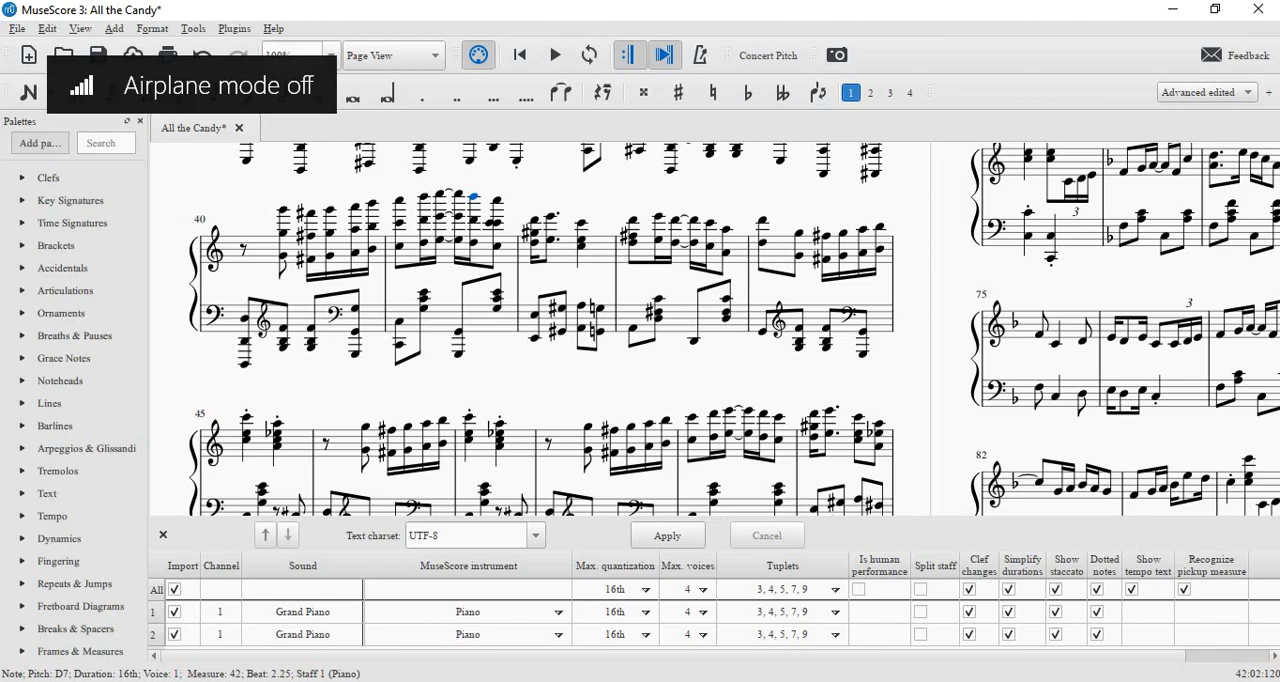 MuseScore 3: All the Candy*
File Edit View Add Format Tools Plugins Help
Page View Concert Pitch Feedback
Airplane mode off
1 2 3 4 Advanced edited +
Palettes
All the Candy*
Add pa... Search
Clefs
Key Signatures
Time Signatures
Brackets
Accidentals
Articulations
Ornaments
Breaths & Pauses
Grace Notes
Noteheads
Lines
Barlines
Arpeggios & Glissandi
Tremolos
Text
Tempo
Dynamics
Fingering
Repeats & Jumps
Fretboard Diagrams
Breaks & Spacers
Frames & Measures
40
45
3
75
3
82
Text charset: UTF-8 Apply Cancel
Import Channel Sound MuseScore instrument Max. quantization Max. voices Tuplets Is human performance Split staff Clef changes Simplify durations Show staccato Dotted notes Show tempo text Recognize pickup measure
All 16th 4 3, 4, 5, 7, 9
1 1 Grand Piano Piano 16th 4 3, 4, 5, 7, 9
2 1 Grand Piano Piano 16th 4 3, 4, 5, 7, 9
Note; Pitch: D7; Duration: 16th; Voice: 1; Measure: 42; Beat: 2.25; Staff 1 (Piano) 42:02:120